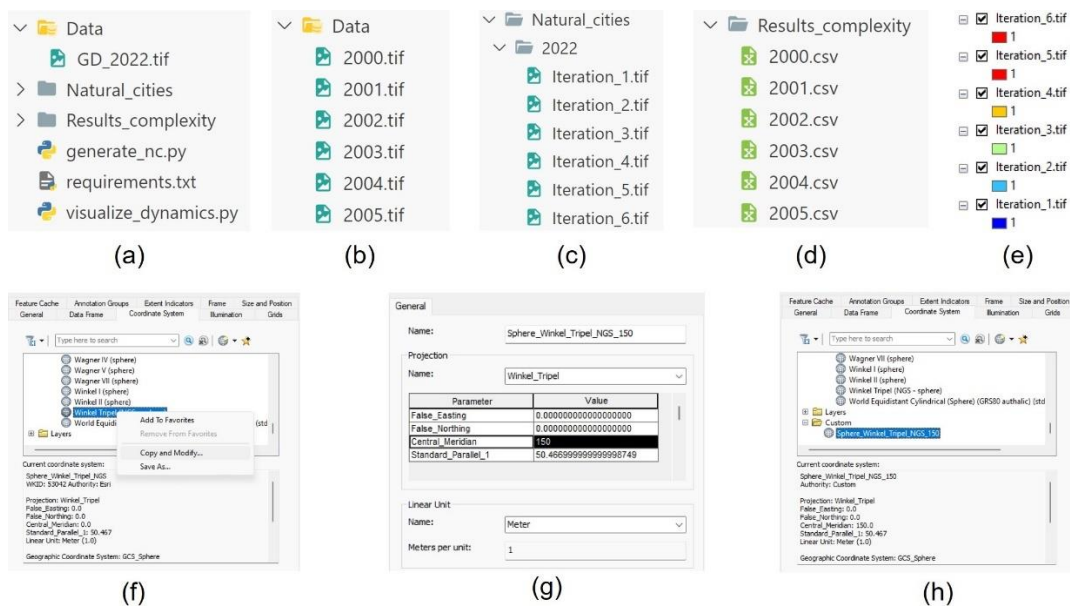 Data
GD_2022.tif
Natural_cities
Results_complexity
generate_nc.py
requirements.txt
visualize_dynamics.py
(a)
Data
2000.tif
2001.tif
2002.tif
2003.tif
2004.tif
2005.tif
(b)
Natural_cities
2022
Iteration_1.tif
Iteration_2.tif
Iteration_3.tif
Iteration_4.tif
Iteration_5.tif
Iteration_6.tif
(c)
Results_complexity
2000.csv
2001.csv
2002.csv
2003.csv
2004.csv
2005.csv
(d)
Iteration_6.tif
1
Iteration_5.tif
1
Iteration_4.tif
1
Iteration_3.tif
1
Iteration_2.tif
1
Iteration_1.tif
1
(e)
Feature Cache Annotation Groups Extent Indicators Frame Size and Position
General Data Frame Coordinate System Illumination Grids
Type here to search
Wagner IV (sphere)
Wagner V (sphere)
Wagner VII (sphere)
Winkel I (sphere)
Winkel II (sphere)
Winkel Tripel
World Equidi (std
Layers
Add To Favorites
Remove From Favorites
Copy and Modify...
Save As...
Current coordinate system:
Sphere_Winkel_Tripel_NGS
WKID: 53042 Authority: Esri
Projection: Winkel_Tripel
False_Easting: 0.0
False_Northing: 0.0
Central_Meridian: 0.0
Standard_Parallel_1: 50.467
Linear Unit: Meter (1.0)
Geographic Coordinate System: GCS_Sphere
(f)
General
Name: Sphere_Winkel_Tripel_NGS_150
Projection
Name: Winkel_Tripel
Parameter Value
False_Easting 0.000000000000000000
False_Northing 0.000000000000000000
Central_Meridian 150
Standard_Parallel_1 50.466999999999998749
Linear Unit
Name: Meter
Meters per unit: 1
(g)
Feature Cache Annotation Groups Extent Indicators Frame Size and Position
General Data Frame Coordinate System Illumination Grids
Type here to search
Wagner VII (sphere)
Winkel I (sphere)
Winkel II (sphere)
Winkel Tripel (NGS - sphere)
World Equidistant Cylindrical (Sphere) (GRS80 authalic) (std
Layers
Custom
Sphere_Winkel_Tripel_NGS_150
Current coordinate system:
Sphere_Winkel_Tripel_NGS_150
Authority: Custom
Projection: Winkel_Tripel
False_Easting: 0.0
False_Northing: 0.0
Central_Meridian: 150.0
Standard_Parallel_1: 50.467
Linear Unit: Meter (1.0)
Geographic Coordinate System: GCS_Sphere
(h)